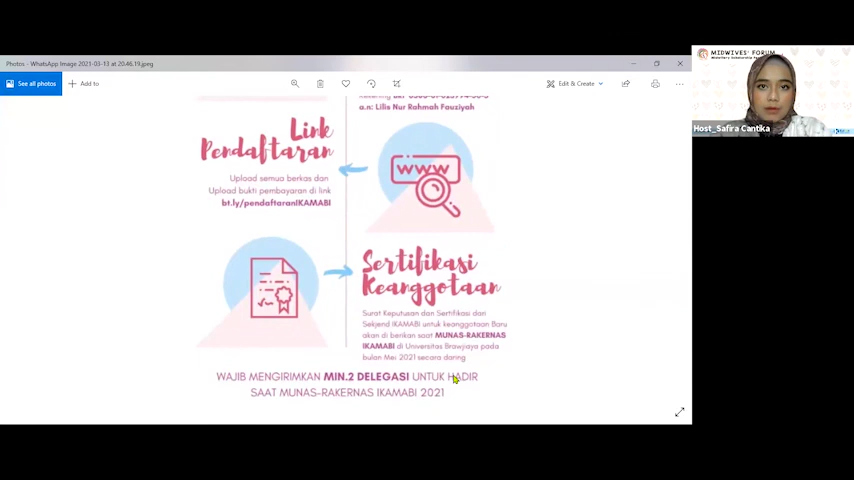 Photos - WhatsApp Image 2021-03-13 at 20.46.19.jpeg
See all photos
Add to
Edit & Create
MIDWIVES' FORUM
Host_Safira Cantika
a.n: Lilis Nur Rahmah Fauziyah
Link
Pendaftaran
Upload semua berkas dan
Upload bukti pembayaran di link
bt.ly/pendaftaranIKAMABI
WWW
Sertifikasi
Keanggotaan
Surat Keputusan dan Sertifikasi dari
Sekjend IKAMABI untuk keanggotaan Baru
akan di berikan saat MUNAS-RAKERNAS
IKAMABI di Universitas Brawijaya pada
bulan Mei 2021 secara daring
WAJIB MENGIRIMKAN MIN.2 DELEGASI UNTUK HADIR
SAAT MUNAS-RAKERNAS IKAMABI 2021